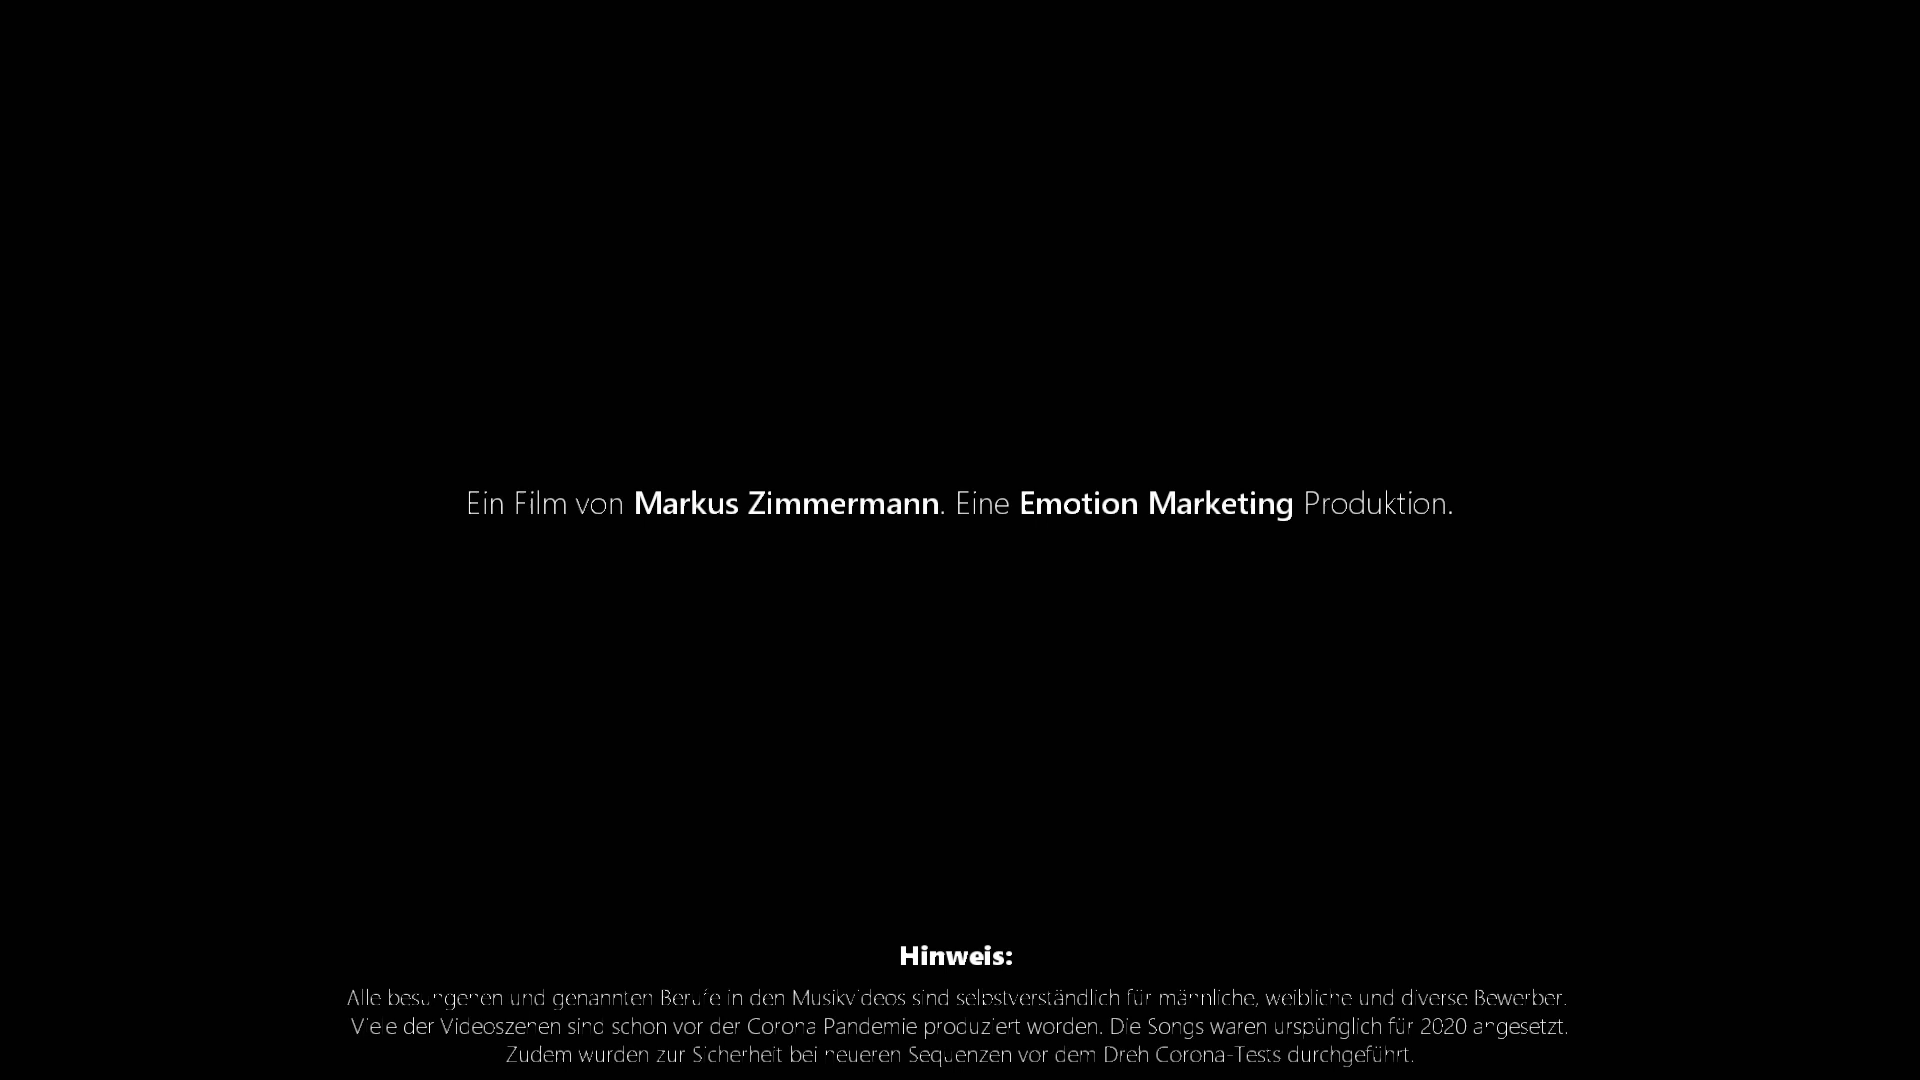 Ein Film von Markus Zimmermann. Eine Emotion Marketing Produktion.
Hinweis:
Alle besungenen und genannten Berufe in den Musikvideos sind selbstverständlich für männliche, weibliche und diverse Bewerber.
Viele der Videoszenen sind schon vor der Corona Pandemie produziert worden. Die Songs waren urspünglich für 2020 angesetzt.
Zudem wurden zur Sicherheit bei neueren Sequenzen vor dem Dreh Corona-Tests durchgeführt.